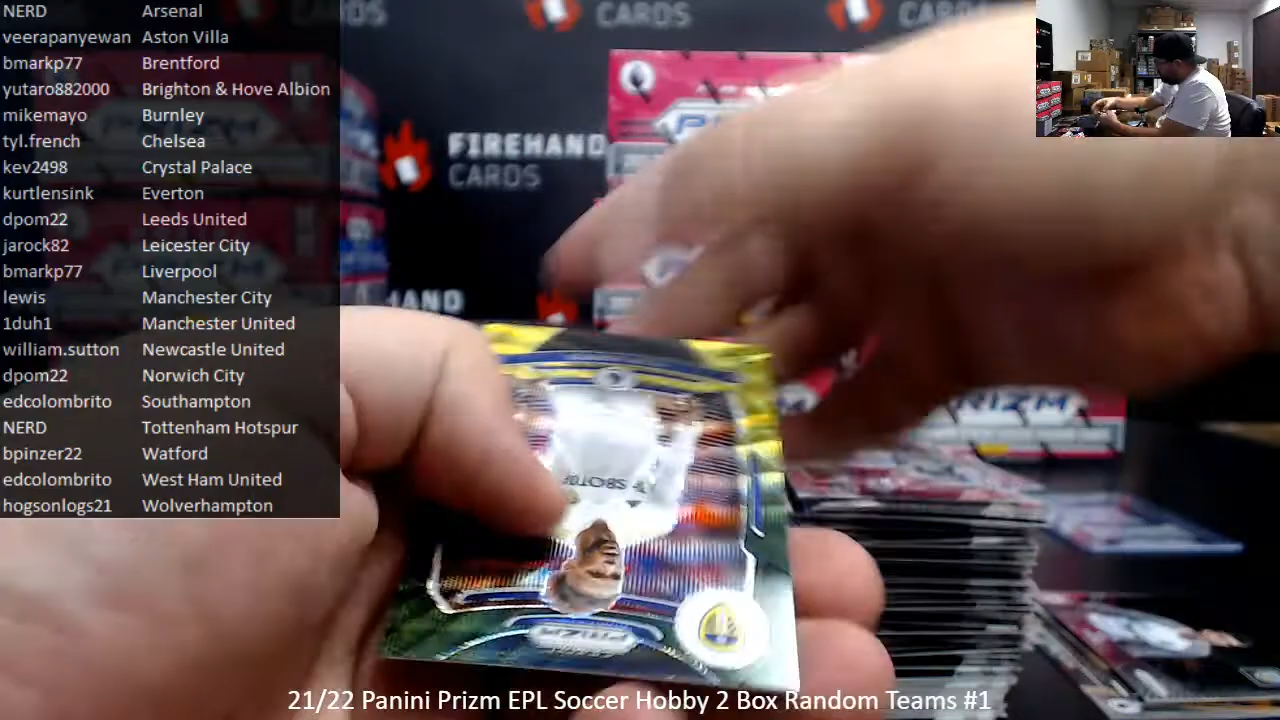 NERD Arsenal
veerapanyewan Aston Villa
bmarkp77 Brentford
yutaro882000 Brighton & Hove Albion
mikemayo Burnley
tyl.french Chelsea
kev2498 Crystal Palace
kurtlensink Everton
dpom22 Leeds United
jarock82 Leicester City
bmarkp77 Liverpool
lewis Manchester City
1duh1 Manchester United
william.sutton Newcastle United
dpom22 Norwich City
edcolombrito Southampton
NERD Tottenham Hotspur
bpinzer22 Watford
edcolombrito West Ham United
hogsonlogs21 Wolverhampton
CARDS
CARDS
FIREHAND
CARDS
HAND
PRIZM
PRIZM
21/22 Panini Prizm EPL Soccer Hobby 2 Box Random Teams #1